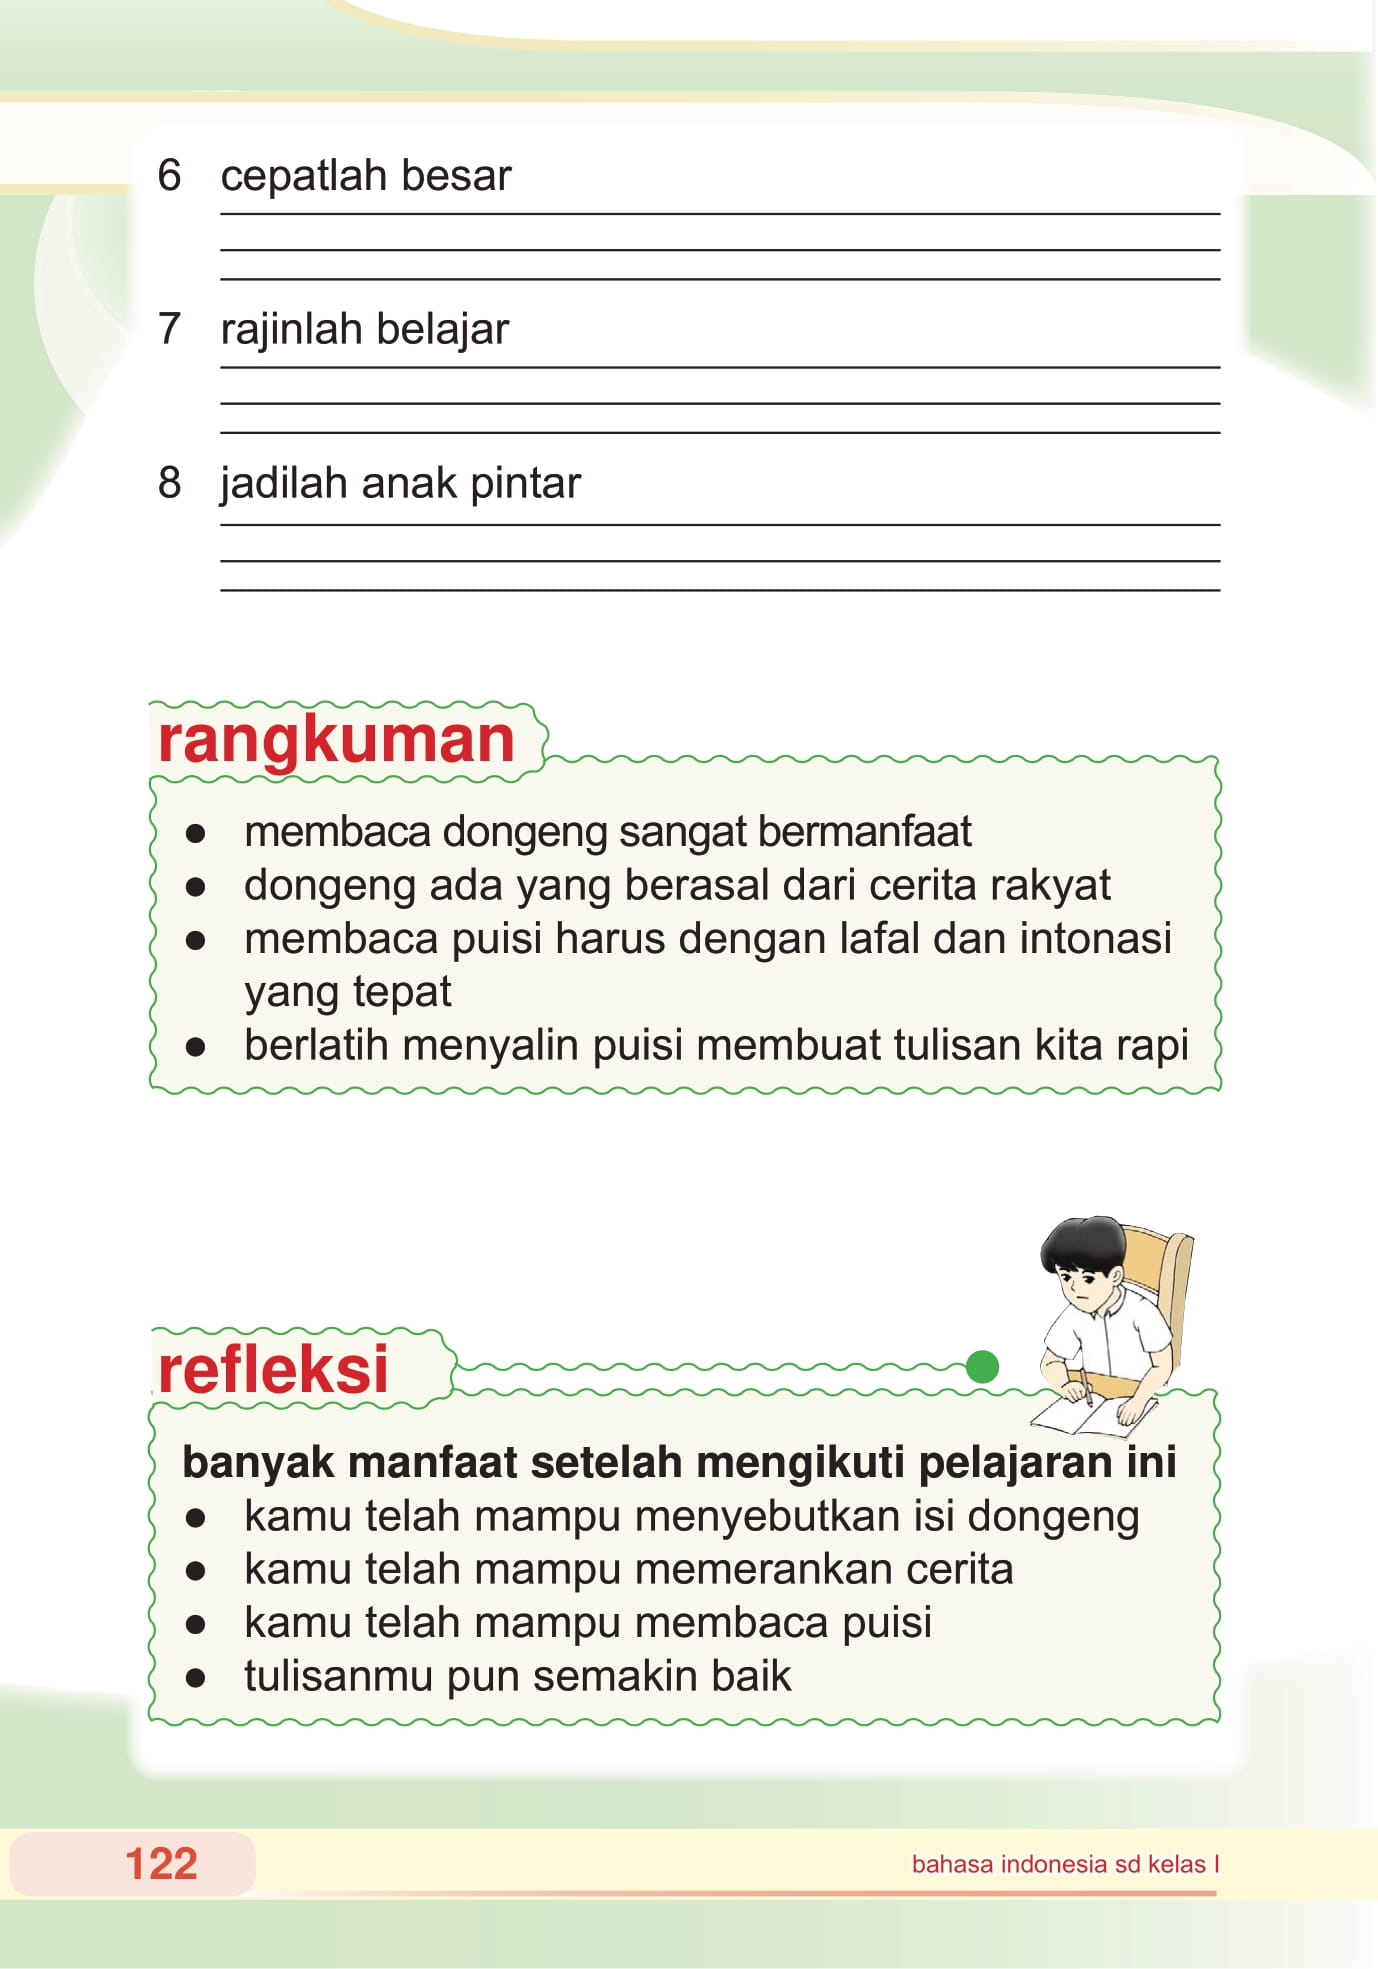 6 cepatlah besar
7 rajinlah belajar
8 jadilah anak pintar
rangkuman
● membaca dongeng sangat bermanfaat
● dongeng ada yang berasal dari cerita rakyat
● membaca puisi harus dengan lafal dan intonasi
yang tepat
● berlatih menyalin puisi membuat tulisan kita rapi
refleksi
banyak manfaat setelah mengikuti pelajaran ini
● kamu telah mampu menyebutkan isi dongeng
● kamu telah mampu memerankan cerita
● kamu telah mampu membaca puisi
● tulisanmu pun semakin baik
122
bahasa indonesia sd kelas I